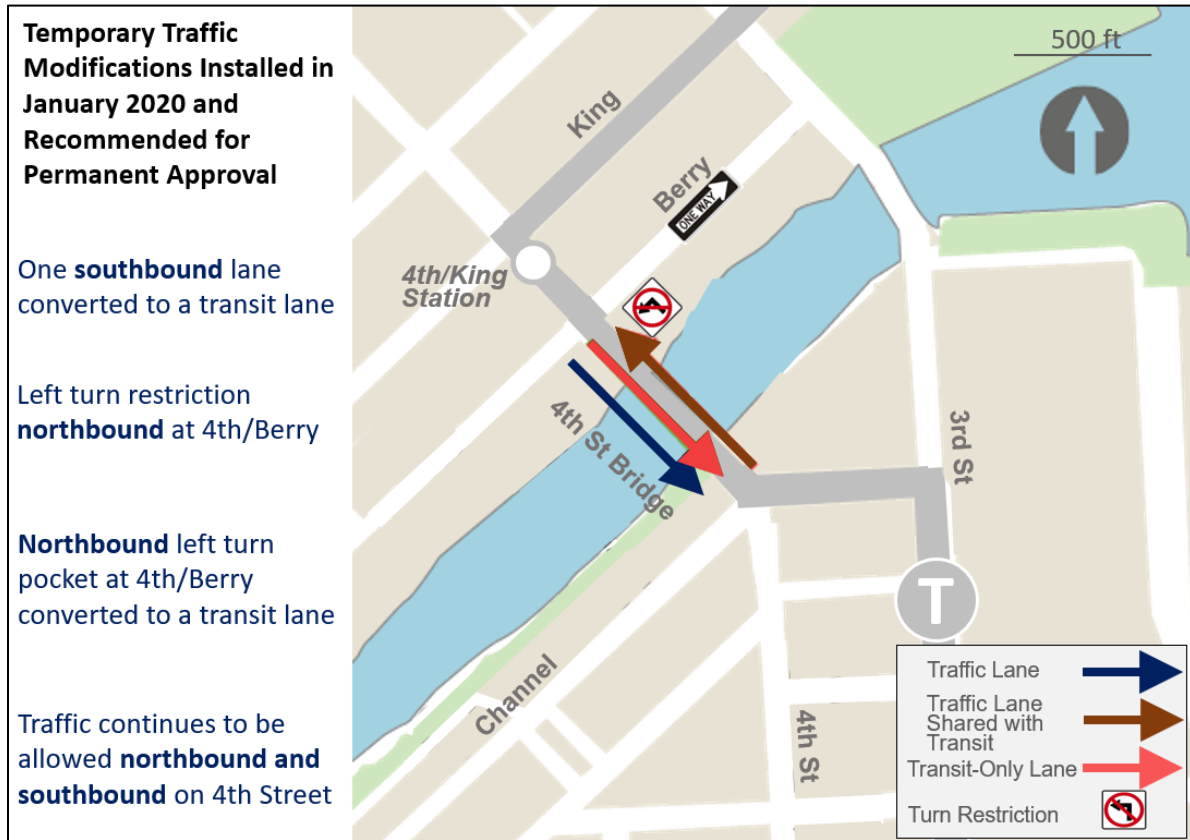 Temporary Traffic
Modifications Installed in
January 2020 and
Recommended for
Permanent Approval
One southbound lane
converted to a transit lane
Left turn restriction
northbound at 4th/Berry
Northbound left turn
pocket at 4th/Berry
converted to a transit lane
Traffic continues to be
allowed northbound and
southbound on 4th Street
500 ft
King
Berry
ONE WAY
4th/King
Station
4th St Bridge
3rd St
T
Channel
4th St
Traffic Lane
Traffic Lane
Shared with
Transit
Transit-Only Lane
Turn Restriction